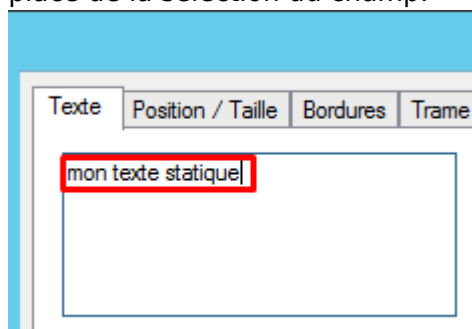 place de la sélection du champ.
Texte Position / Taille Bordures Trame
mon texte statique